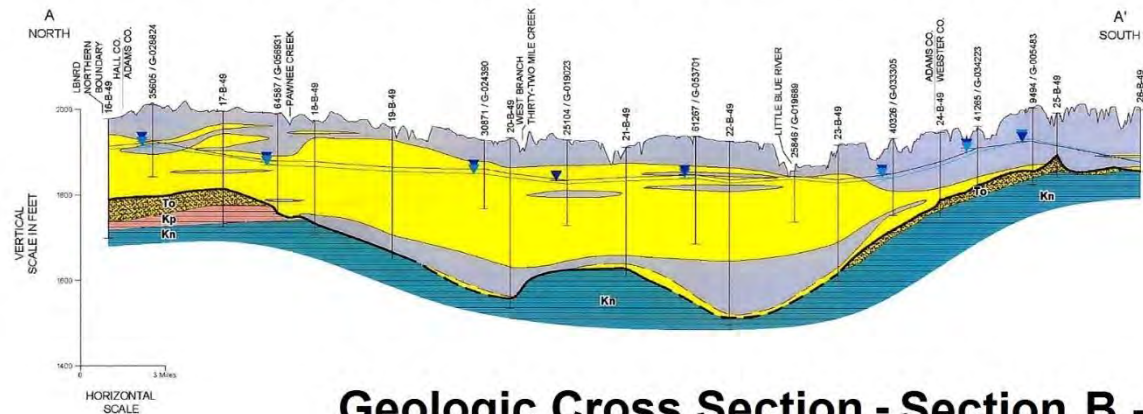 A
NORTH
A'
SOUTH
LBNRD
NORTHERN
BOUNDARY
16-B-49
HALL CO.
ADAMS CO.
35605 / G-028824
17-B-49
64587 / G-056931
PAWNEE CREEK
18-B-49
19-B-49
30871 / G-024390
20-B-49
WEST BRANCH
THIRTY-TWO MILE CREEK
25104 / G-019023
21-B-49
61267 / G-053701
22-B-49
LITTLE BLUE RIVER
25846 / G-019689
23-B-49
40326 / G-033305
ADAMS CO.
WEBSTER CO.
24-B-49
41265 / G-034223
9494 / G-005483
25-B-49
26-B-49
2000
1800
1600
1400
VERTICAL
SCALE IN FEET
To
Kp
Kn
Kn
To
Kn
0
3 Miles
HORIZONTAL
SCALE
Geologic Cross Section - Section B -